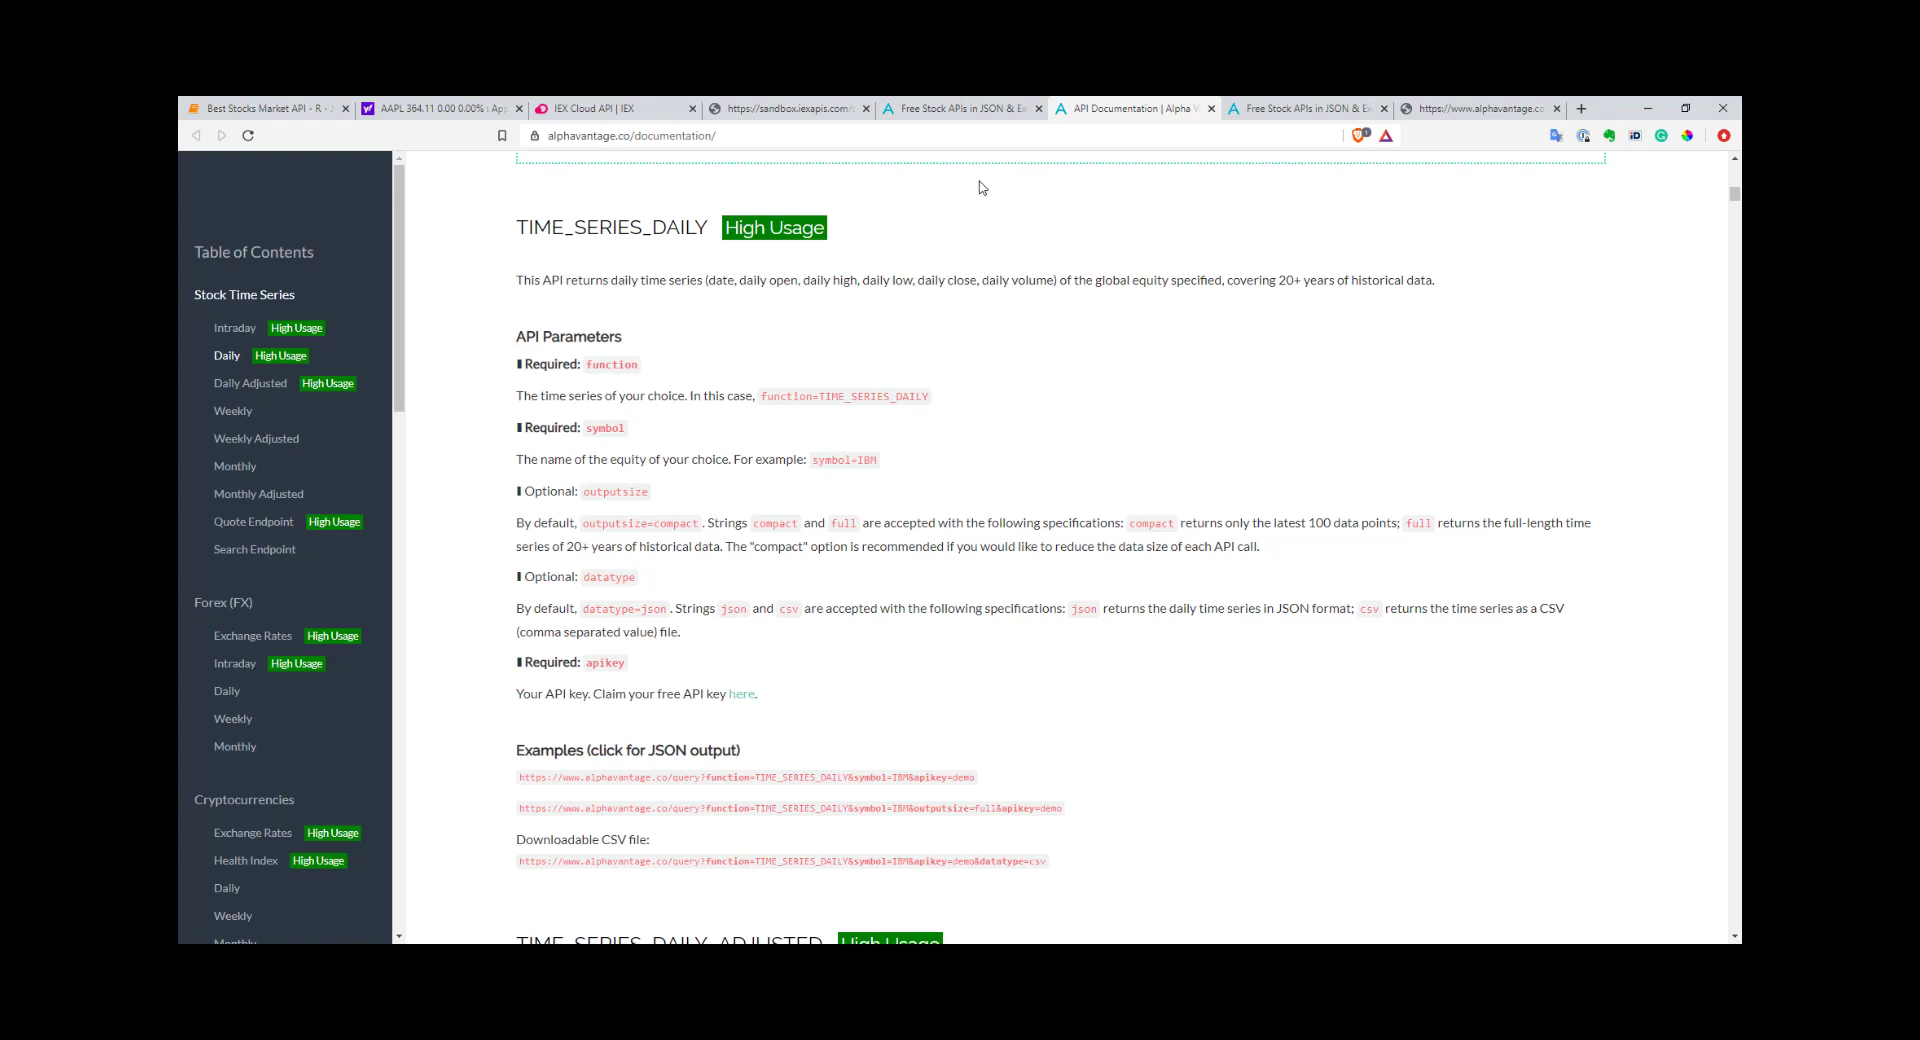 Best Stocks Market API - R -
AAPL 364.11 0.00 0.00% : App
IEX Cloud API | IEX
https://sandbox.iexapis.com/s
Free Stock APIs in JSON & Ex
API Documentation | Alpha V
Free Stock APIs in JSON & Ex
https://www.alphavantage.co
alphavantage.co/documentation/
Table of Contents
Stock Time Series
Intraday High Usage
Daily High Usage
Daily Adjusted High Usage
Weekly
Weekly Adjusted
Monthly
Monthly Adjusted
Quote Endpoint High Usage
Search Endpoint
Forex (FX)
Exchange Rates High Usage
Intraday High Usage
Daily
Weekly
Monthly
Cryptocurrencies
Exchange Rates High Usage
Health Index High Usage
Daily
Weekly
Monthly
TIME_SERIES_DAILY High Usage
This API returns daily time series (date, daily open, daily high, daily low, daily close, daily volume) of the global equity specified, covering 20+ years of historical data.
API Parameters
Required: function
The time series of your choice. In this case, function=TIME_SERIES_DAILY
Required: symbol
The name of the equity of your choice. For example: symbol=IBM
Optional: outputsize
By default, outputsize=compact. Strings compact and full are accepted with the following specifications: compact returns only the latest 100 data points; full returns the full-length time
series of 20+ years of historical data. The "compact" option is recommended if you would like to reduce the data size of each API call.
Optional: datatype
By default, datatype=json. Strings json and csv are accepted with the following specifications: json returns the daily time series in JSON format; csv returns the time series as a CSV
(comma separated value) file.
Required: apikey
Your API key. Claim your free API key here.
Examples (click for JSON output)
https://www.alphavantage.co/query?function=TIME_SERIES_DAILY&symbol=IBM&apikey=demo
https://www.alphavantage.co/query?function=TIME_SERIES_DAILY&symbol=IBM&outputsize=full&apikey=demo
Downloadable CSV file:
https://www.alphavantage.co/query?function=TIME_SERIES_DAILY&symbol=IBM&apikey=demo&datatype=csv
TIME_SERIES_DAILY_ADJUSTED High Usage